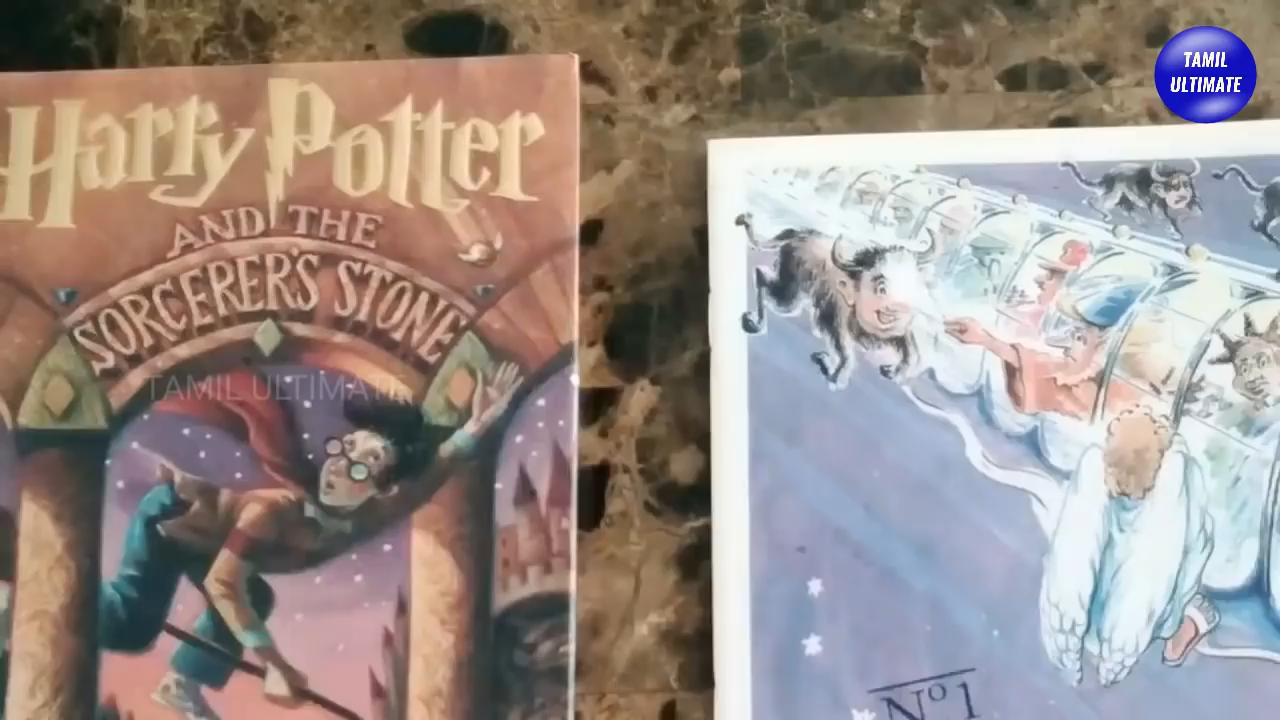 Harry Potter
AND THE
SORCERER'S STONE
TAMIL ULTIMATE
TAMIL
ULTIMATE
Nº1